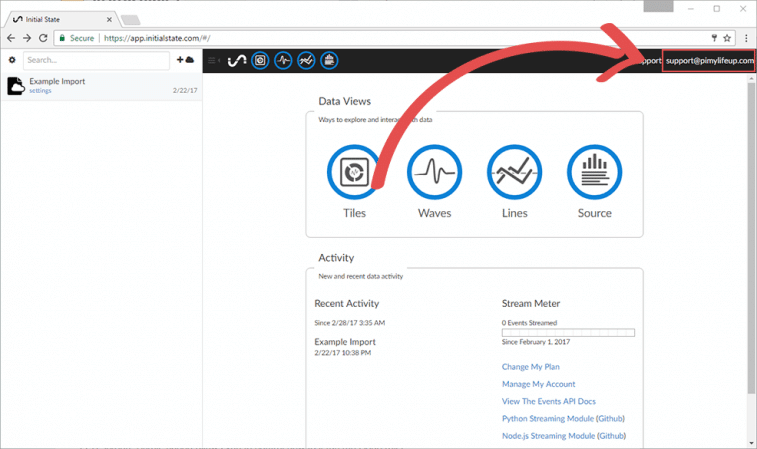 Initial State
Secure | https://app.initialstate.com/#/
Search...
support@pimylifeup.com
Example Import
settings
2/22/17
Data Views
Ways to explore and interact with data
Tiles
Waves
Lines
Source
Activity
New and recent data activity
Recent Activity
Since 2/28/17 3:35 AM
Example Import
2/22/17 10:38 PM
Stream Meter
0 Events Streamed
Since February 1, 2017
Change My Plan
Manage My Account
View The Events API Docs
Python Streaming Module (Github)
Node.js Streaming Module (Github)